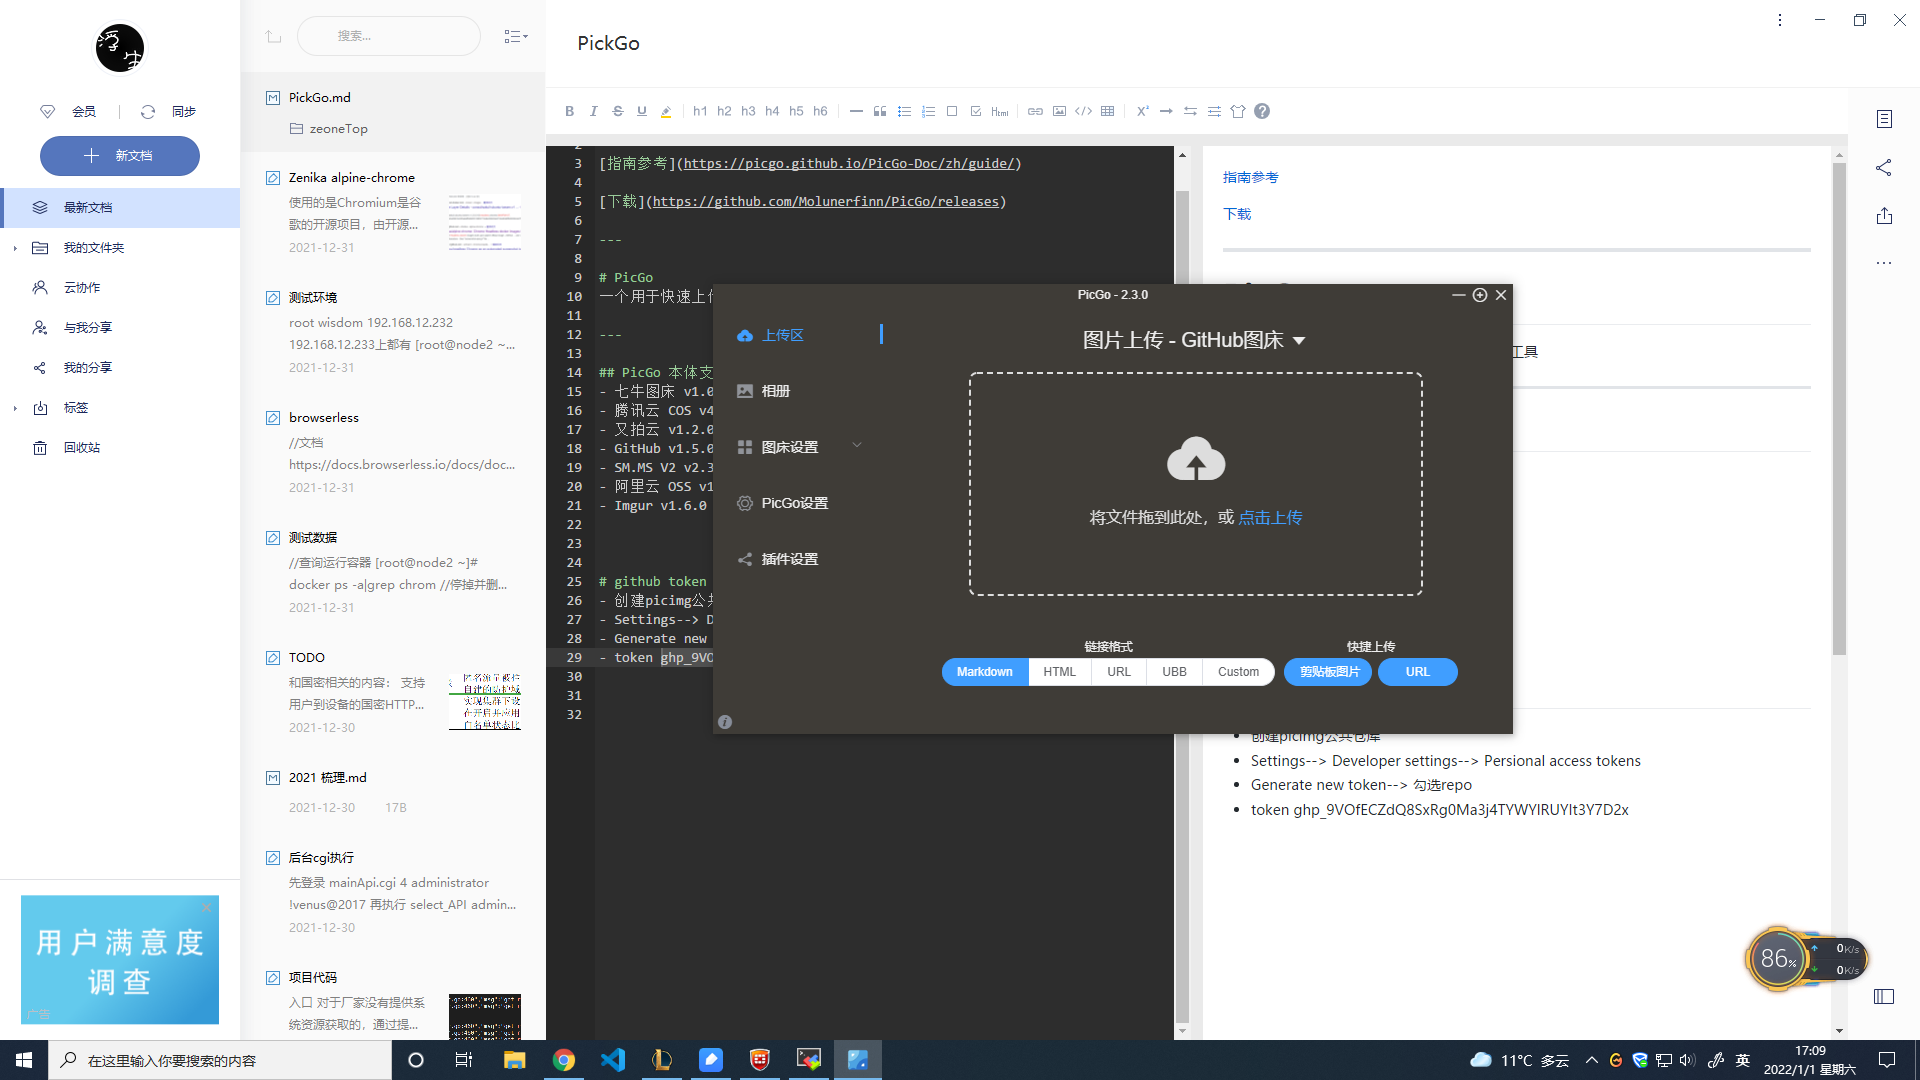 浮生
会员
同步
新文档
最新文档
我的文件夹
云协作
与我分享
我的分享
标签
回收站
用户满意度
调查
广告
搜索...
PickGo.md
zeoneTop
Zenika alpine-chrome
使用的是Chromium是谷
歌的开源项目，由开源...
2021-12-31
测试环境
root wisdom 192.168.12.232
192.168.12.233上都有 [root@node2 ~...
2021-12-31
browserless
//文档
https://docs.browserless.io/docs/doc...
2021-12-31
测试数据
//查询运行容器 [root@node2 ~]#
docker ps -a|grep chrom //停掉并删...
2021-12-31
TODO
和国密相关的内容： 支持
用户到设备的国密HTTP...
2021-12-30
2021 梳理.md
2021-12-30 17B
后台cgi执行
先登录 mainApi.cgi 4 administrator
!venus@2017 再执行 select_API admin...
2021-12-30
项目代码
入口 对于厂家没有提供系
统资源获取的，通过提...
PickGo
B I S U h1 h2 h3 h4 h5 h6 Html
3 [指南参考](https://picgo.github.io/PicGo-Doc/zh/guide/)
4
5 [下载](https://github.com/Molunerfinn/PicGo/releases)
6
7 ---
8
9 # PicGo
10 一个用于快速上传
11
12 ---
13
14 ## PicGo 本体支
15 - 七牛图床 v1.0
16 - 腾讯云 COS v4
17 - 又拍云 v1.2.0
18 - GitHub v1.5.0
19 - SM.MS V2 v2.3
20 - 阿里云 OSS v1
21 - Imgur v1.6.0
22
23
24
25 # github token
26 - 创建picimg公共
27 - Settings--> D
28 - Generate new
29 - token ghp_9VO
30
31
32
PicGo - 2.3.0
上传区
相册
图床设置
PicGo设置
插件设置
图片上传 - GitHub图床
将文件拖到此处，或 点击上传
链接格式
快捷上传
Markdown HTML URL UBB Custom
剪贴板图片 URL
指南参考
下载
工具
创建picimg公共仓库
Settings--> Developer settings--> Persional access tokens
Generate new token--> 勾选repo
token ghp_9VOfECZdQ8SxRg0Ma3j4TYWYIRUYIt3Y7D2x
86%
0K/s
0K/s
在这里输入你要搜索的内容
11°C 多云
英
17:09
2022/1/1 星期六